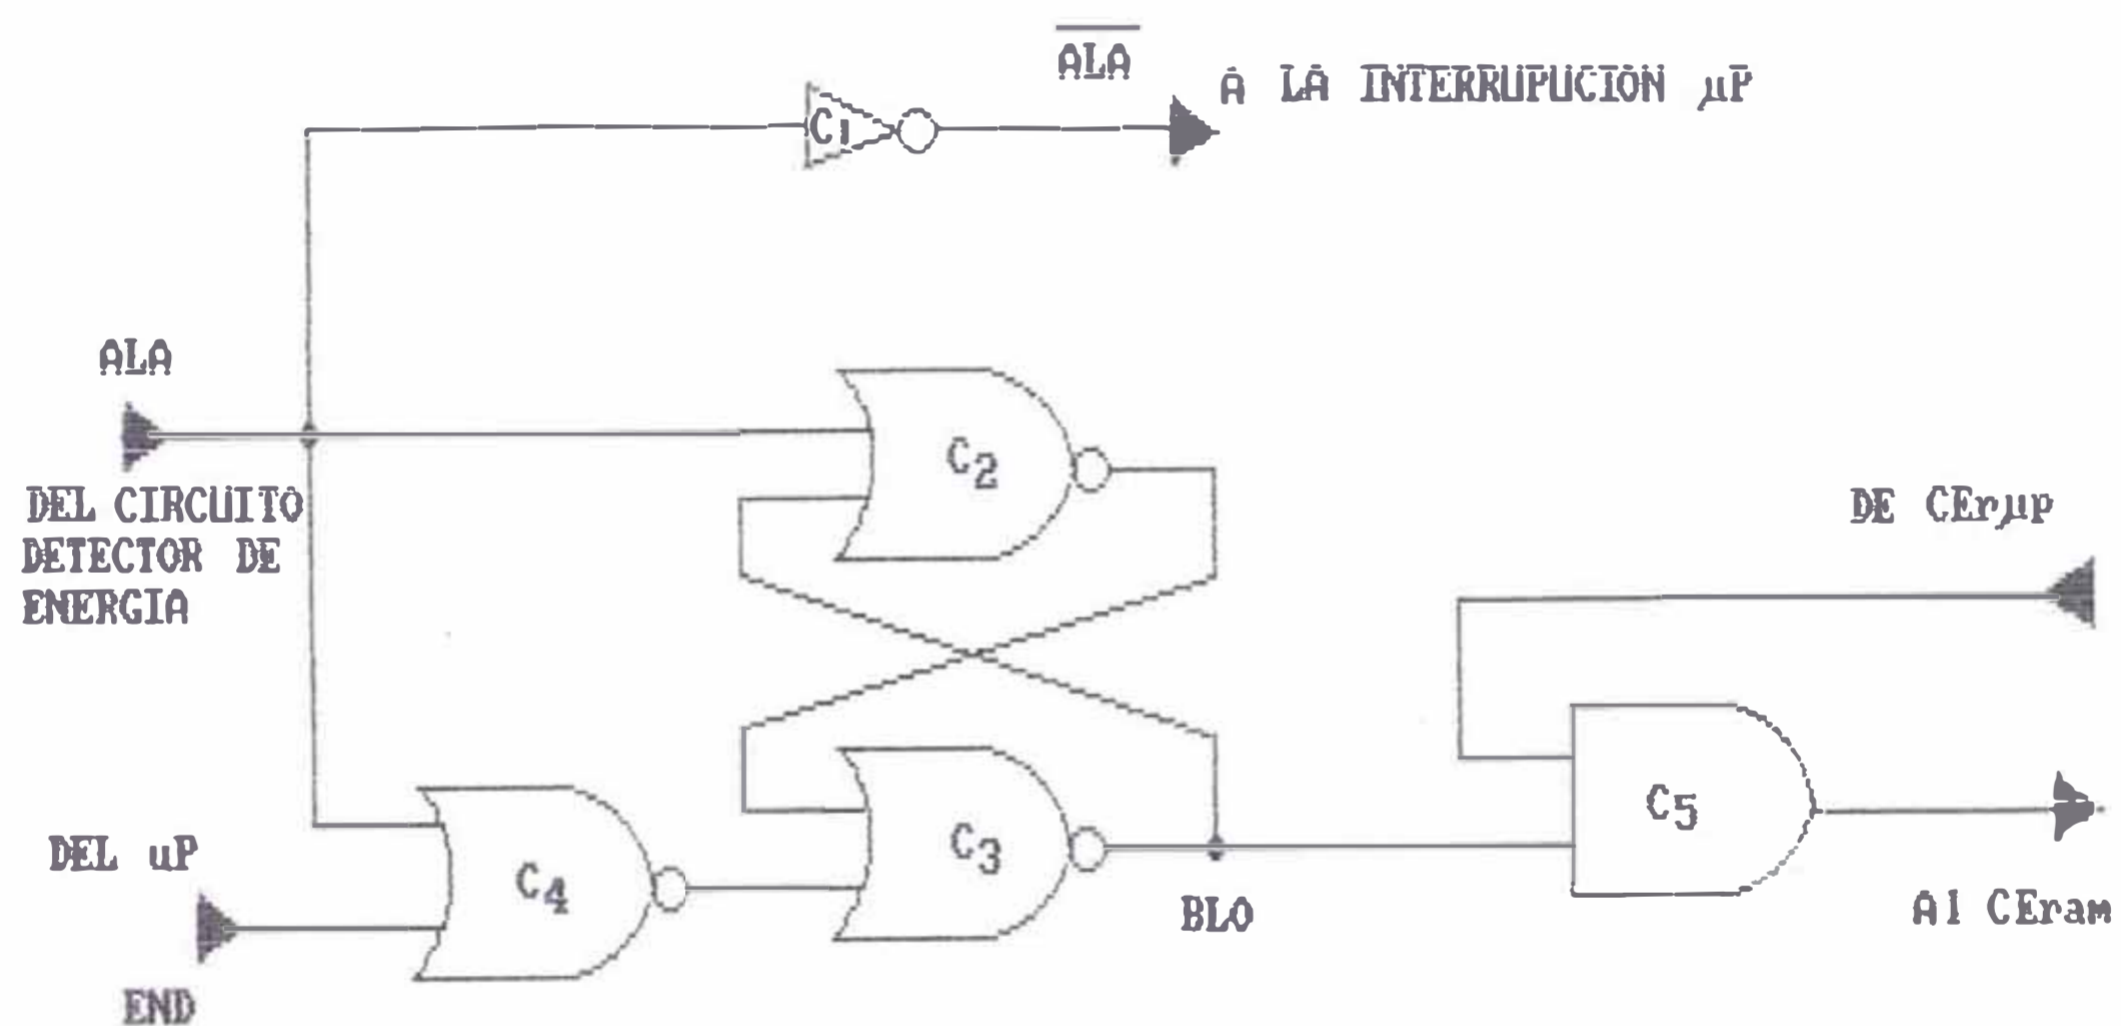 ALA
A LA INTERRUPUCION µP
C1
ALA
DEL CIRCUITO
DETECTOR DE
ENERGIA
C2
DE CErµp
DEL uP
END
C4
C3
BLO
C5
Al CEram